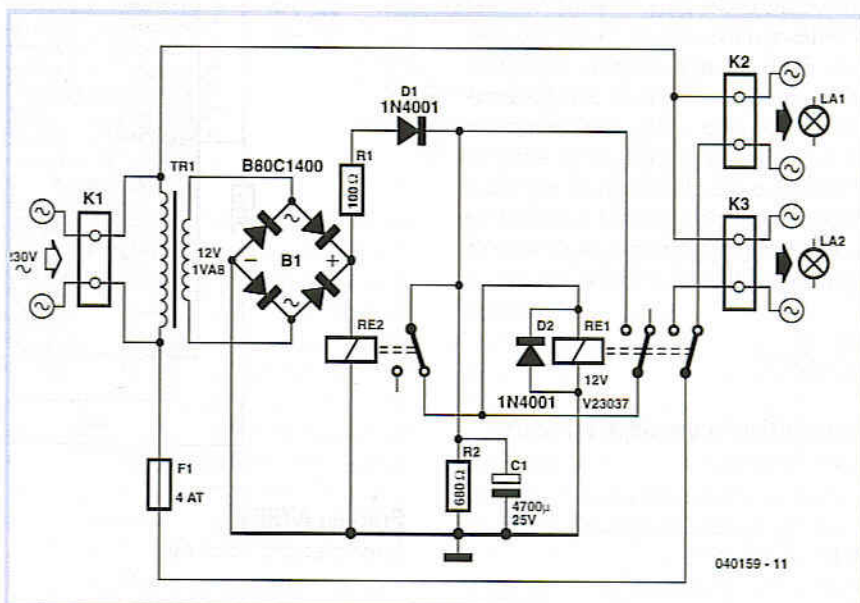 K1
230V
TR1
12V
1VA8
B80C1400
B1
~
~
−
+
D1
1N4001
R1
100Ω
RE2
D2
1N4001
RE1
12V
V23037
R2
680Ω
C1
4700µ
25V
F1
4 AT
K2
LA1
K3
LA2
040159 - 11